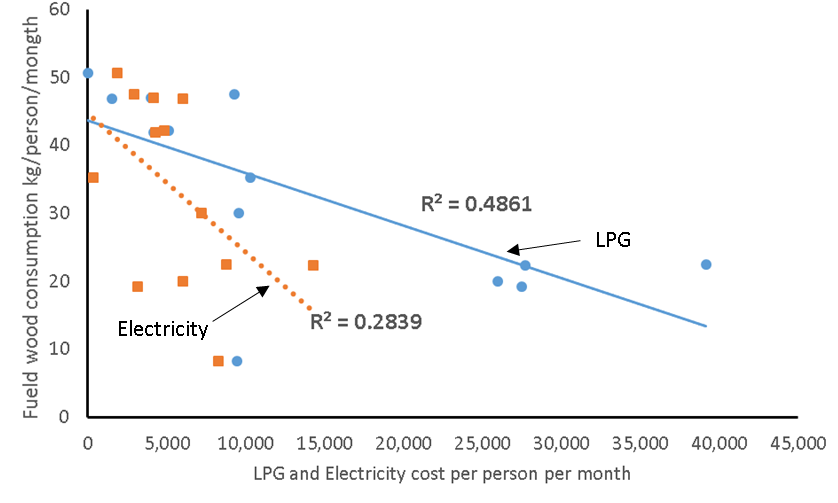 Fueld wood consumption kg/person/mongth
60
50
40
30
20
10
0
R² = 0.4861
LPG
Electricity
R² = 0.2839
0 5,000 10,000 15,000 20,000 25,000 30,000 35,000 40,000 45,000
LPG and Electricity cost per person per month